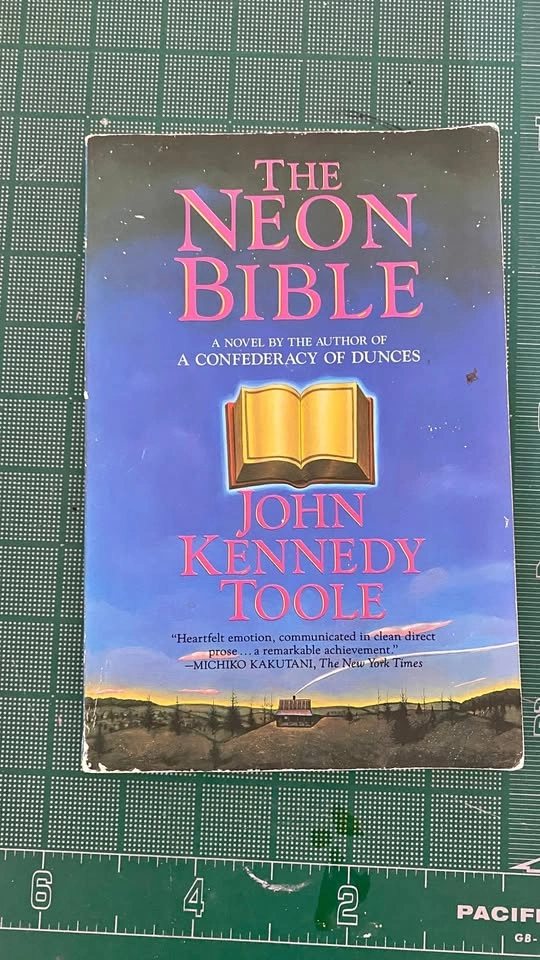 THE
NEON
BIBLE
A NOVEL BY THE AUTHOR OF
A CONFEDERACY OF DUNCES
JOHN
KENNEDY
TOOLE
“Heartfelt emotion, communicated in clean direct
prose . . . a remarkable achievement.”
—MICHIKO KAKUTANI, The New York Times
6 4 2
PACIF
GB-